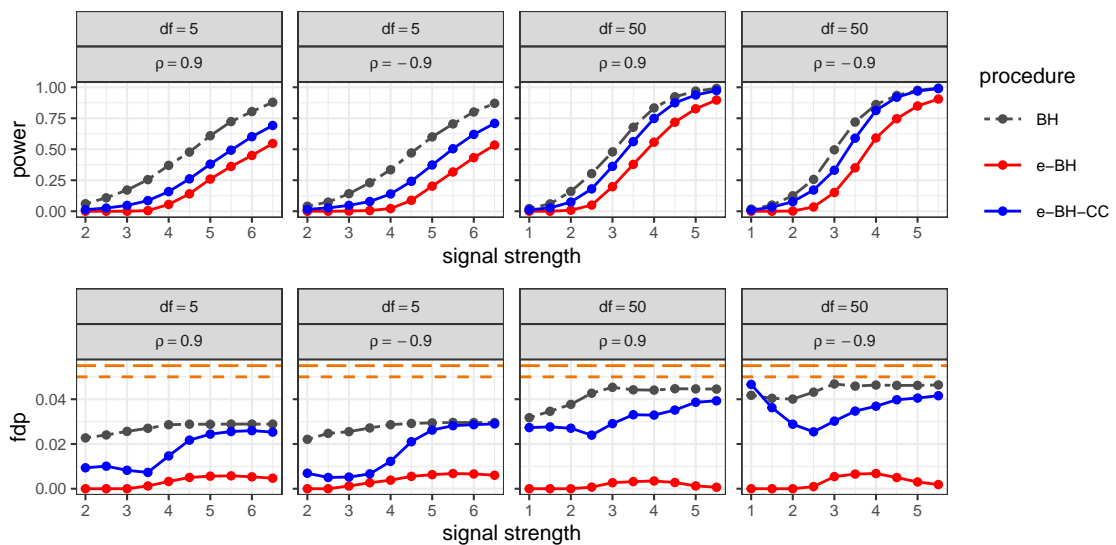 df = 5
df = 5
df = 50
df = 50
ρ = 0.9
ρ = − 0.9
ρ = 0.9
ρ = − 0.9
power
1.00
0.75
0.50
0.25
0.00
2 3 4 5 6
2 3 4 5 6
1 2 3 4 5
1 2 3 4 5
signal strength
procedure
BH
e−BH
e−BH−CC
df = 5
df = 5
df = 50
df = 50
ρ = 0.9
ρ = − 0.9
ρ = 0.9
ρ = − 0.9
fdp
0.04
0.02
0.00
2 3 4 5 6
2 3 4 5 6
1 2 3 4 5
1 2 3 4 5
signal strength